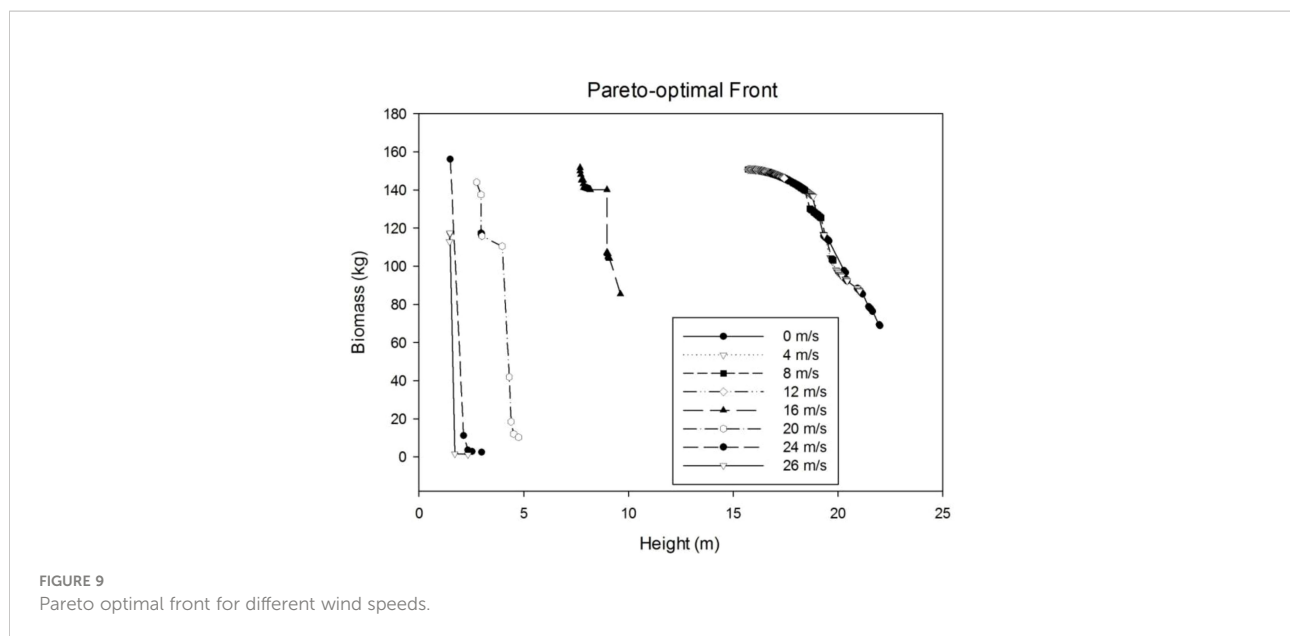 Pareto-optimal Front
180
160
140
120
100
80
60
40
20
0
Biomass (kg)
0 m/s
4 m/s
8 m/s
12 m/s
16 m/s
20 m/s
24 m/s
26 m/s
0 5 10 15 20 25
Height (m)
FIGURE 9
Pareto optimal front for different wind speeds.